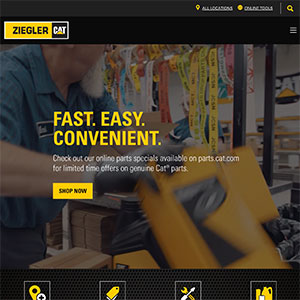 ALL LOCATIONS ONLINE TOOLS
ZIEGLER CAT
FAST. EASY.
CONVENIENT.
Check out our online parts specials available on parts.cat.com
for limited time offers on genuine Cat® parts.
SHOP NOW